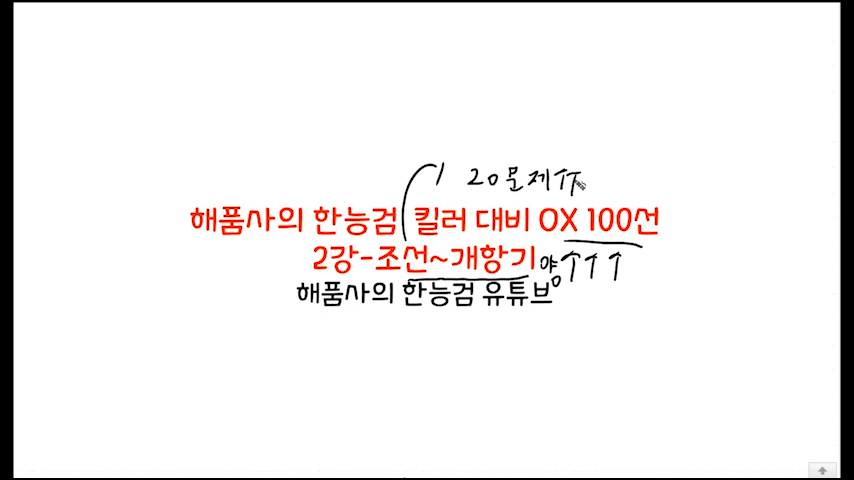 20문제
해품사의 한능검 킬러 대비 OX 100선
2강-조선~개항기
양↑↑↑
해품사의 한능검 유튜브